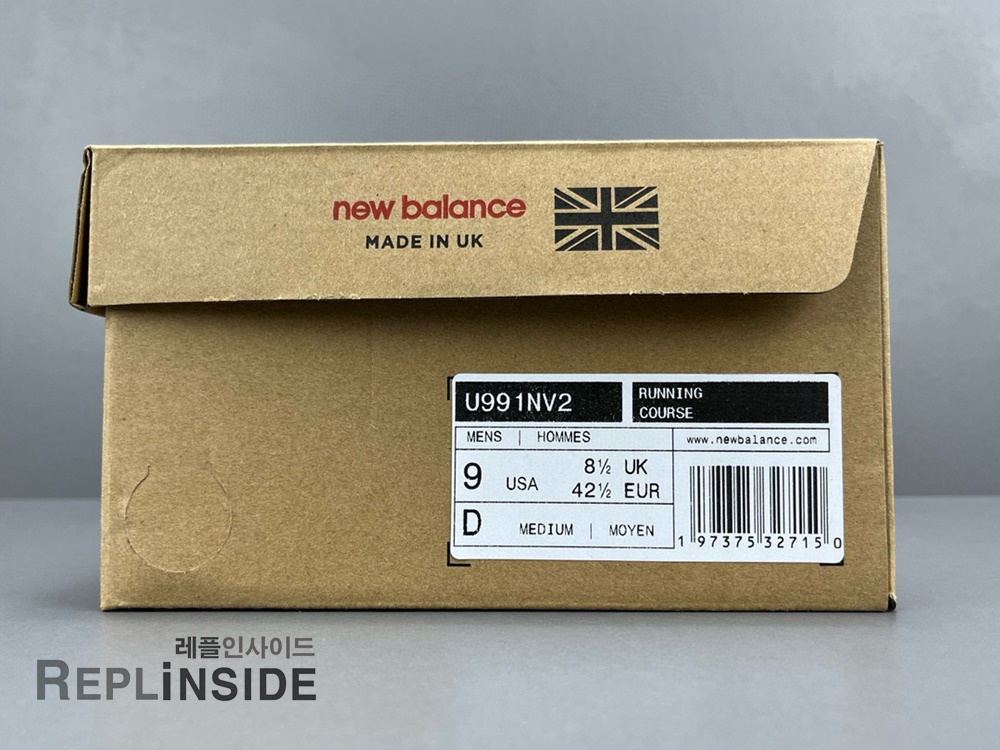 new balance
MADE IN UK
U991NV2
RUNNING
COURSE
MENS | HOMMES
www.newbalance.com
9 USA
8½ UK
42½ EUR
D MEDIUM | MOYEN
1 97375 32715 0
레플인사이드
REPLiNSIDE